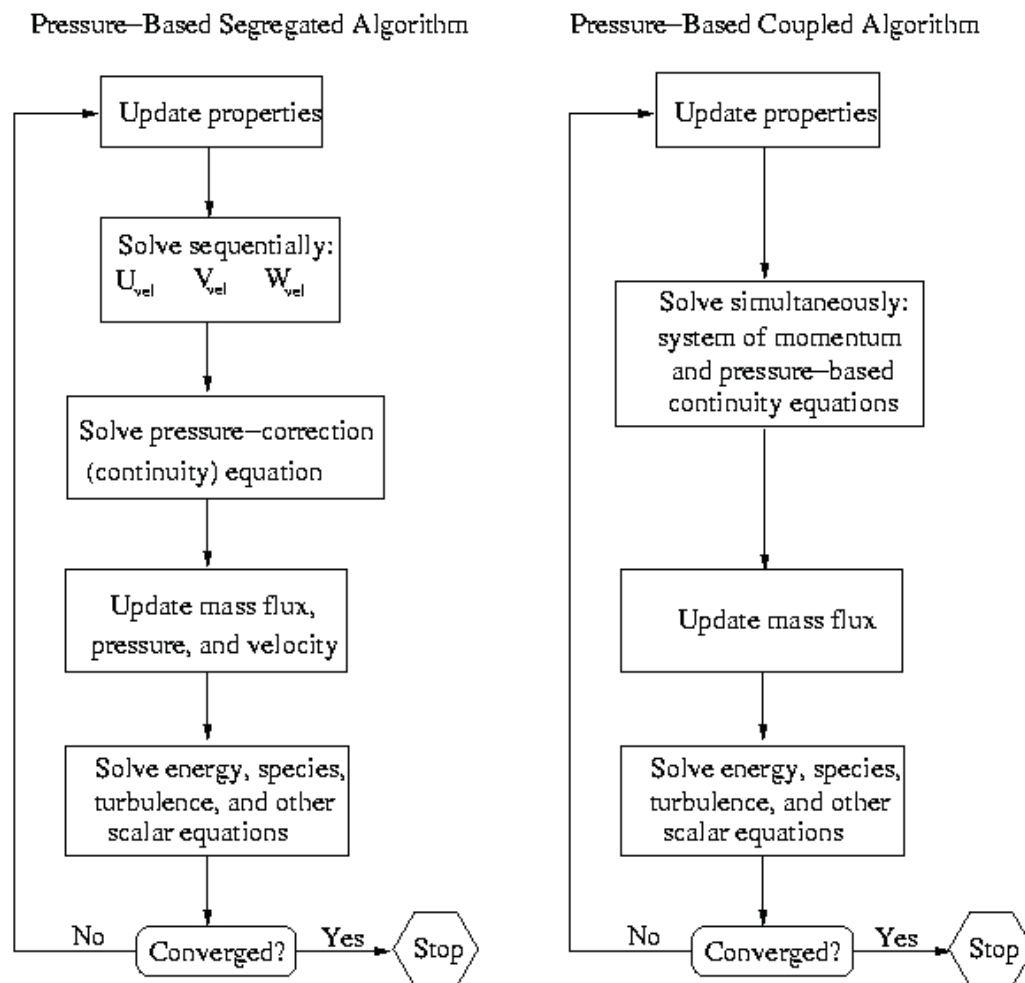 Pressure–Based Segregated Algorithm
Update properties
Solve sequentially:
Uvel Vvel Wvel
Solve pressure–correction
(continuity) equation
Update mass flux,
pressure, and velocity
Solve energy, species,
turbulence, and other
scalar equations
No
Converged?
Yes
Stop
Pressure–Based Coupled Algorithm
Update properties
Solve simultaneously:
system of momentum
and pressure–based
continuity equations
Update mass flux
Solve energy, species,
turbulence, and other
scalar equations
No
Converged?
Yes
Stop